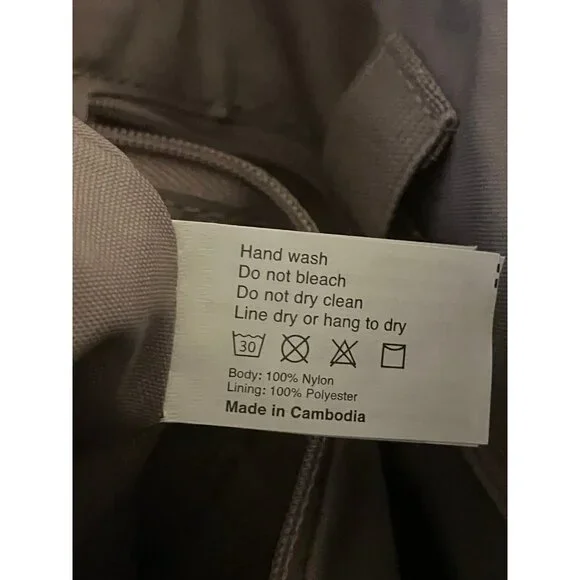 Hand wash
Do not bleach
Do not dry clean
Line dry or hang to dry
30
Body: 100% Nylon
Lining: 100% Polyester
Made in Cambodia